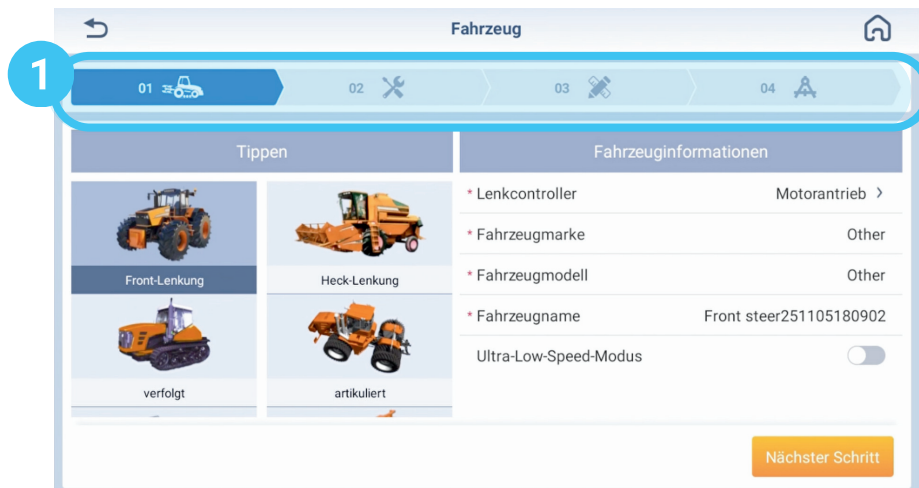 Fahrzeug
1
01
02
03
04
Tippen
Fahrzeuginformationen
Front-Lenkung
Heck-Lenkung
verfolgt
artikuliert
* Lenkcontroller Motorantrieb >
* Fahrzeugmarke Other
* Fahrzeugmodell Other
* Fahrzeugname Front steer251105180902
Ultra-Low-Speed-Modus
Nächster Schritt